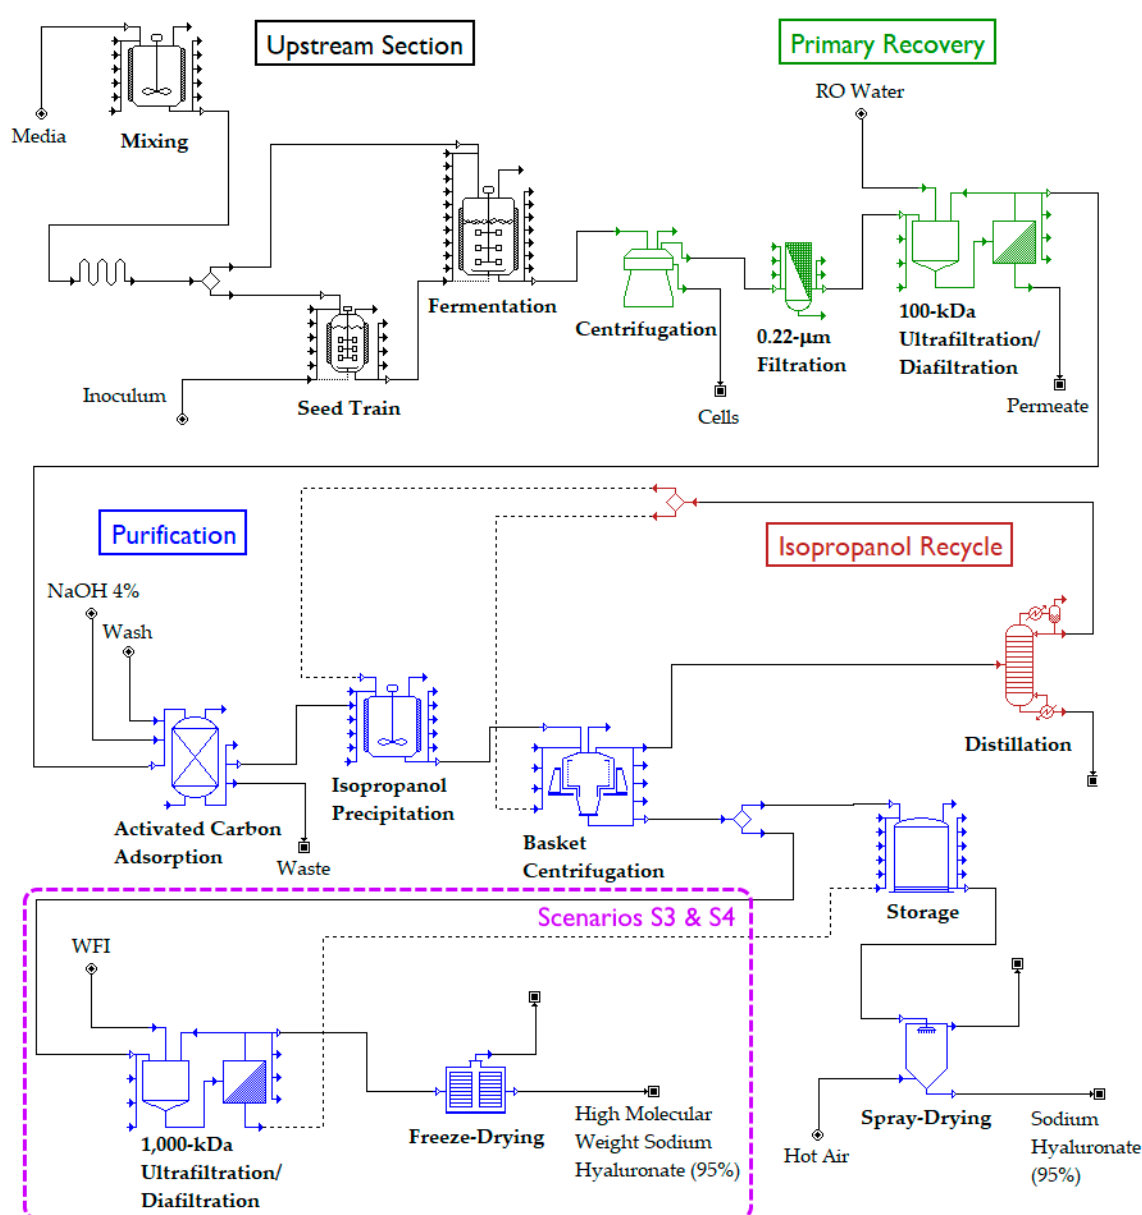 Upstream Section
Primary Recovery
RO Water
Media
Mixing
Fermentation
Centrifugation
0.22-μm
Filtration
100-kDa
Ultrafiltration/
Diafiltration
Inoculum
Seed Train
Cells
Permeate
Purification
Isopropanol Recycle
NaOH 4%
Wash
Distillation
Isopropanol
Precipitation
Activated Carbon
Adsorption
Waste
Basket
Centrifugation
Storage
Scenarios S3 & S4
WFI
1,000-kDa
Ultrafiltration/
Diafiltration
Freeze-Drying
High Molecular
Weight Sodium
Hyaluronate (95%)
Hot Air
Spray-Drying
Sodium
Hyaluronate
(95%)